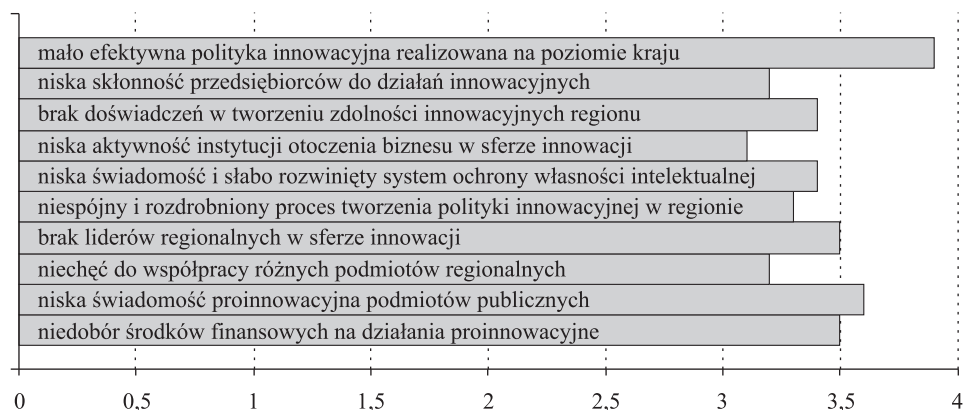 mało efektywna polityka innowacyjna realizowana na poziomie kraju
niska skłonność przedsiębiorców do działań innowacyjnych
brak doświadczeń w tworzeniu zdolności innowacyjnych regionu
niska aktywność instytucji otoczenia biznesu w sferze innowacji
niska świadomość i słabo rozwinięty system ochrony własności intelektualnej
niespójny i rozdrobniony proces tworzenia polityki innowacyjnej w regionie
brak liderów regionalnych w sferze innowacji
niechęć do współpracy różnych podmiotów regionalnych
niska świadomość proinnowacyjna podmiotów publicznych
niedobór środków finansowych na działania proinnowacyjne
0 0,5 1 1,5 2 2,5 3 3,5 4